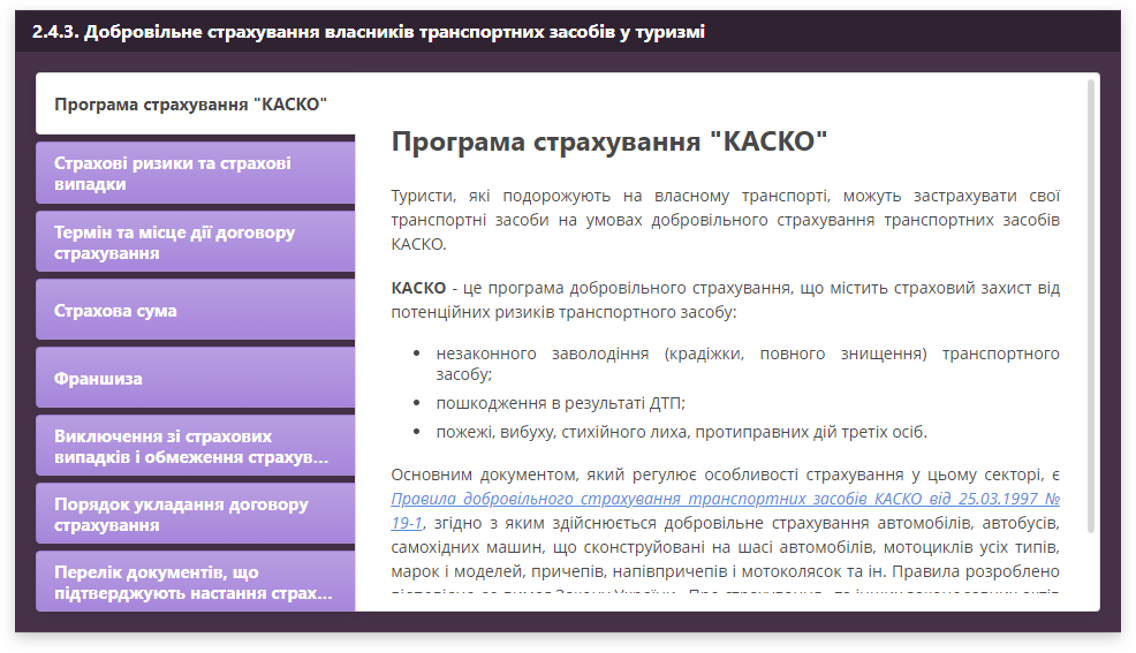 2.4.3. Добровільне страхування власників транспортних засобів у туризмі
Програма страхування "КАСКО"
Страхові ризики та страхові
випадки
Термін та місце дії договору
страхування
Страхова сума
Франшиза
Виключення зі страхових
випадків і обмеження страхув...
Порядок укладання договору
страхування
Перелік документів, що
підтверджують настання страх...
Програма страхування "КАСКО"
Туристи, які подорожують на власному транспорті, можуть застрахувати свої
транспортні засоби на умовах добровільного страхування транспортних засобів
КАСКО.
КАСКО - це програма добровільного страхування, що містить страховий захист від
потенційних ризиків транспортного засобу:
• незаконного заволодіння (крадіжки, повного знищення) транспортного
засобу;
• пошкодження в результаті ДТП;
• пожежі, вибуху, стихійного лиха, протиправних дій третіх осіб.
Основним документом, який регулює особливості страхування у цьому секторі, є
Правила добровільного страхування транспортних засобів КАСКО від 25.03.1997 №
19-1, згідно з яким здійснюється добровільне страхування автомобілів, автобусів,
самохідних машин, що сконструйовані на шасі автомобілів, мотоциклів усіх типів,
марок і моделей, причепів, напівпричепів і мотоколясок та ін. Правила розроблено